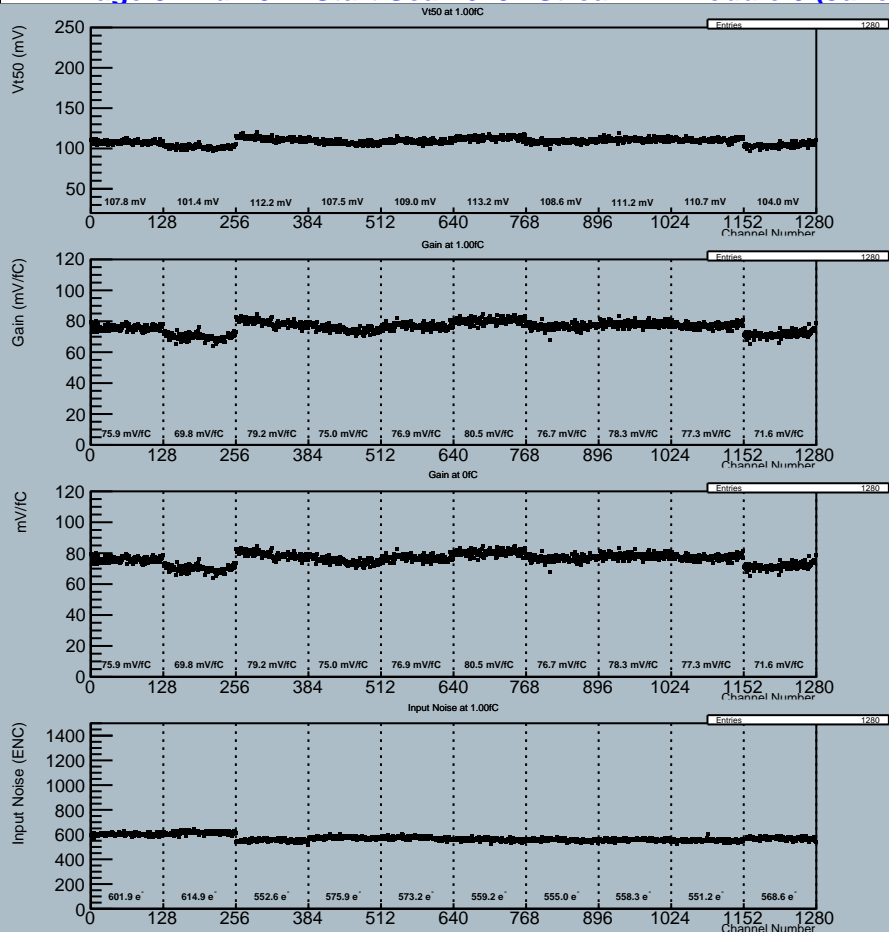 Vt50 at 1.00fC
Entries 1280
Vt50 (mV)
250
200
150
100
50
107.8 mV 101.4 mV 112.2 mV 107.5 mV 109.0 mV 113.2 mV 108.6 mV 111.2 mV 110.7 mV 104.0 mV
0 128 256 384 512 640 768 896 1024 1152 1280
Channel Number
Gain at 1.00fC
Entries 1280
Gain (mV/fC)
120
100
80
60
40
20
0
75.9 mV/fC 69.8 mV/fC 79.2 mV/fC 75.0 mV/fC 76.9 mV/fC 80.5 mV/fC 76.7 mV/fC 78.3 mV/fC 77.3 mV/fC 71.6 mV/fC
0 128 256 384 512 640 768 896 1024 1152 1280
Channel Number
Gain at 0fC
Entries 1280
mV/fC
120
100
80
60
40
20
0
75.9 mV/fC 69.8 mV/fC 79.2 mV/fC 75.0 mV/fC 76.9 mV/fC 80.5 mV/fC 76.7 mV/fC 78.3 mV/fC 77.3 mV/fC 71.6 mV/fC
0 128 256 384 512 640 768 896 1024 1152 1280
Channel Number
Input Noise at 1.00fC
Entries 1280
Input Noise (ENC)
1400
1200
1000
800
600
400
200
0
601.9 e⁻ 614.9 e⁻ 552.6 e⁻ 575.9 e⁻ 573.2 e⁻ 559.2 e⁻ 555.0 e⁻ 558.3 e⁻ 551.2 e⁻ 568.6 e⁻
0 128 256 384 512 640 768 896 1024 1152 1280
Channel Number